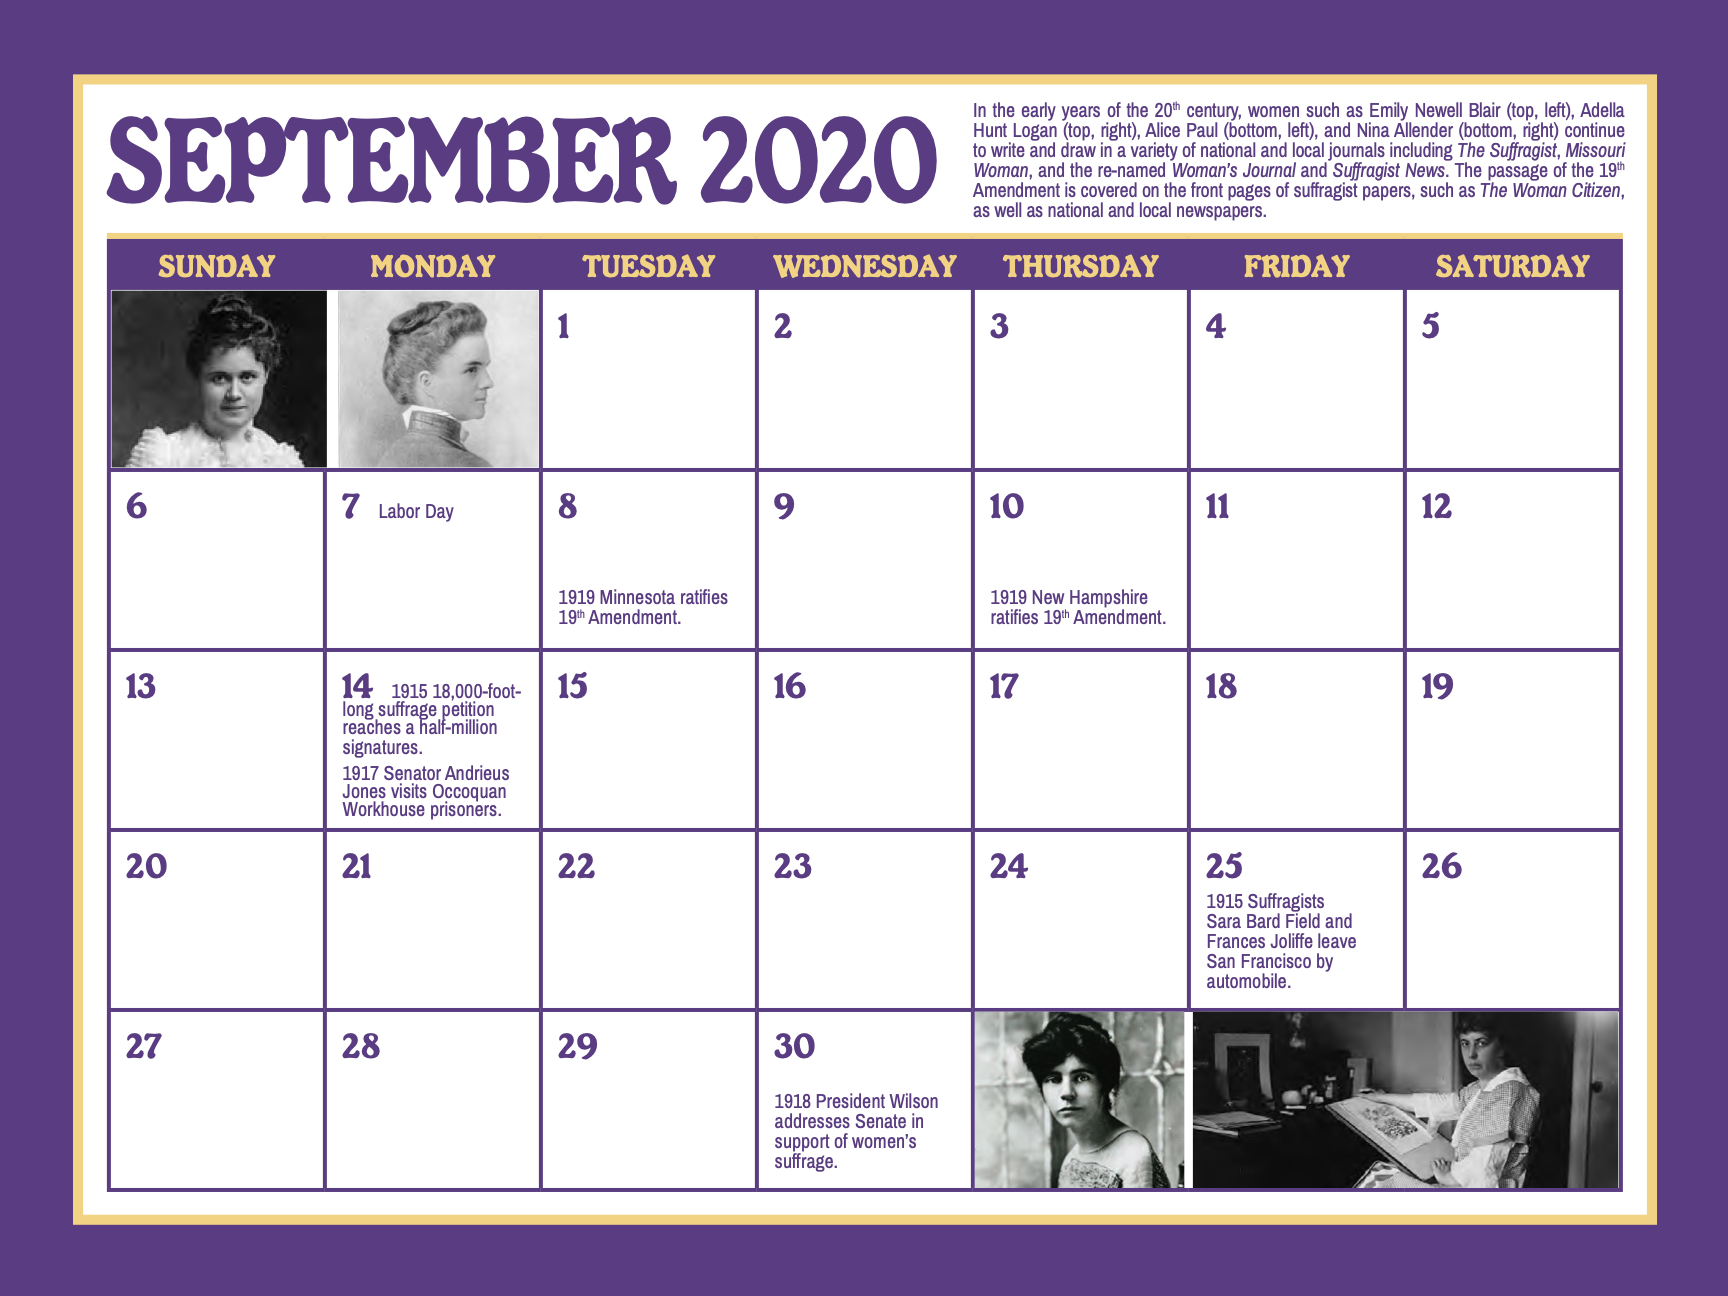 SEPTEMBER 2020
In the early years of the 20th century, women such as Emily Newell Blair (top, left), Adella
Hunt Logan (top, right), Alice Paul (bottom, left), and Nina Allender (bottom, right) continue
to write and draw in a variety of national and local journals including The Suffragist, Missouri
Woman, and the re-named Woman's Journal and Suffragist News. The passage of the 19th
Amendment is covered on the front pages of suffragist papers, such as The Woman Citizen,
as well as national and local newspapers.
SUNDAY MONDAY TUESDAY WEDNESDAY THURSDAY FRIDAY SATURDAY
1 2 3 4 5
6
7 Labor Day
8
1919 Minnesota ratifies
19th Amendment.
9
10
1919 New Hampshire
ratifies 19th Amendment.
11
12
13
14 1915 18,000-foot-
long suffrage petition
reaches a half-million
signatures.
1917 Senator Andrieus
Jones visits Occoquan
Workhouse prisoners.
15
16
17
18
19
20
21
22
23
24
25
1915 Suffragists
Sara Bard Field and
Frances Joliffe leave
San Francisco by
automobile.
26
27
28
29
30
1918 President Wilson
addresses Senate in
support of women's
suffrage.